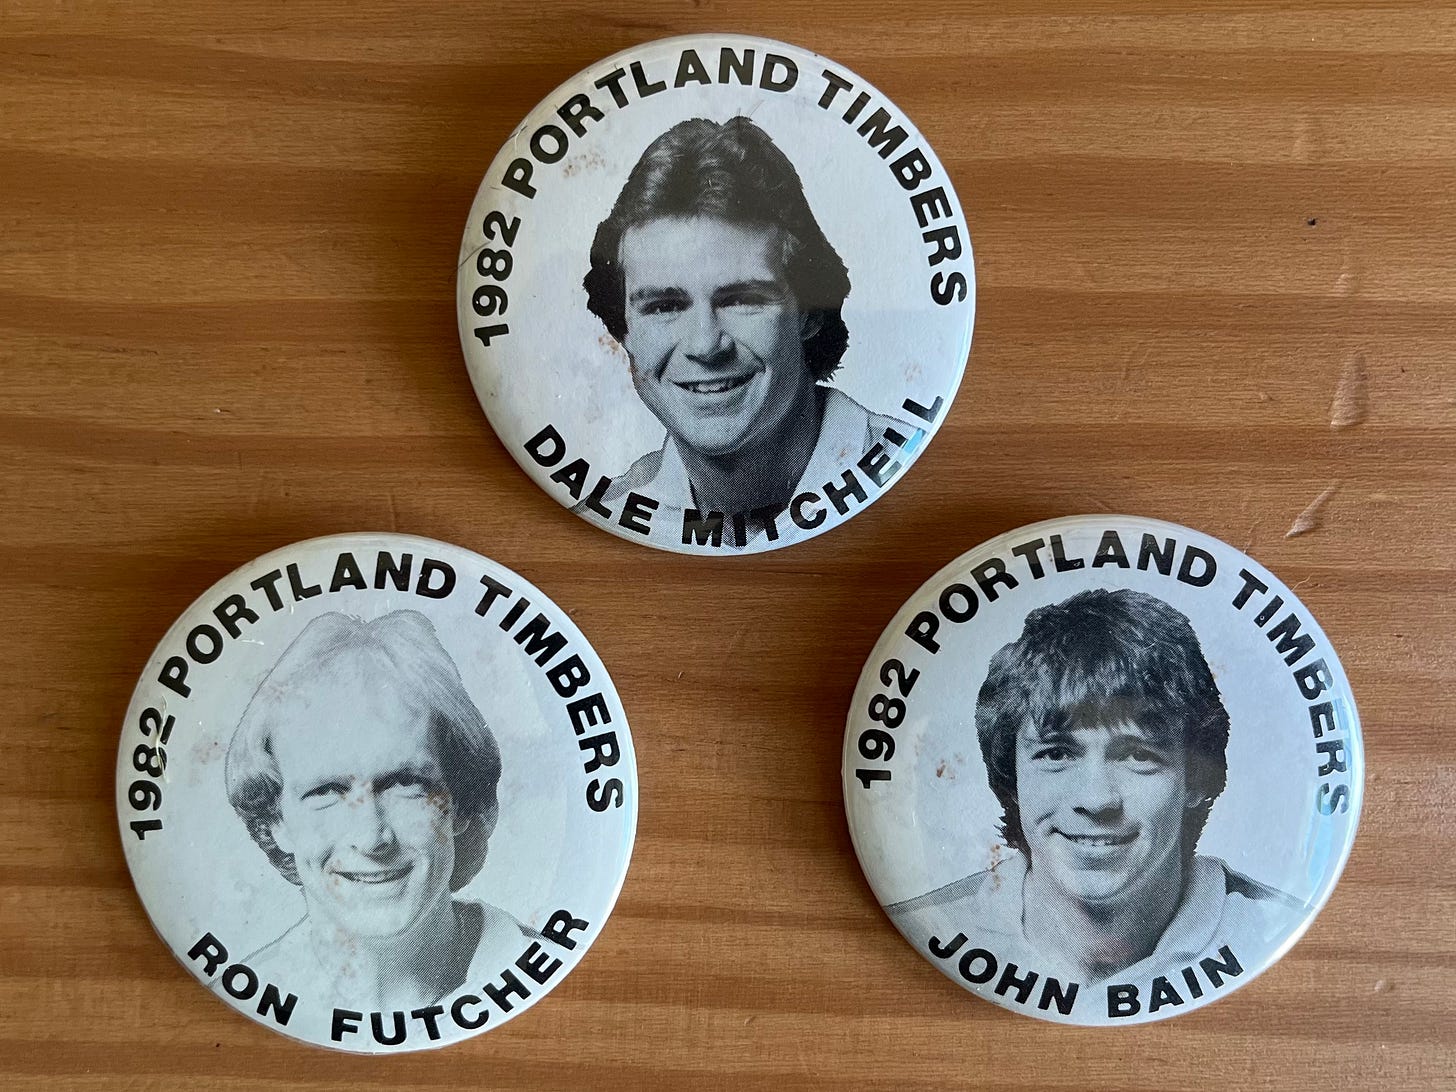 1982 PORTLAND TIMBERS
DALE MITCHELL
1982 PORTLAND TIMBERS
RON FUTCHER
1982 PORTLAND TIMBERS
JOHN BAIN